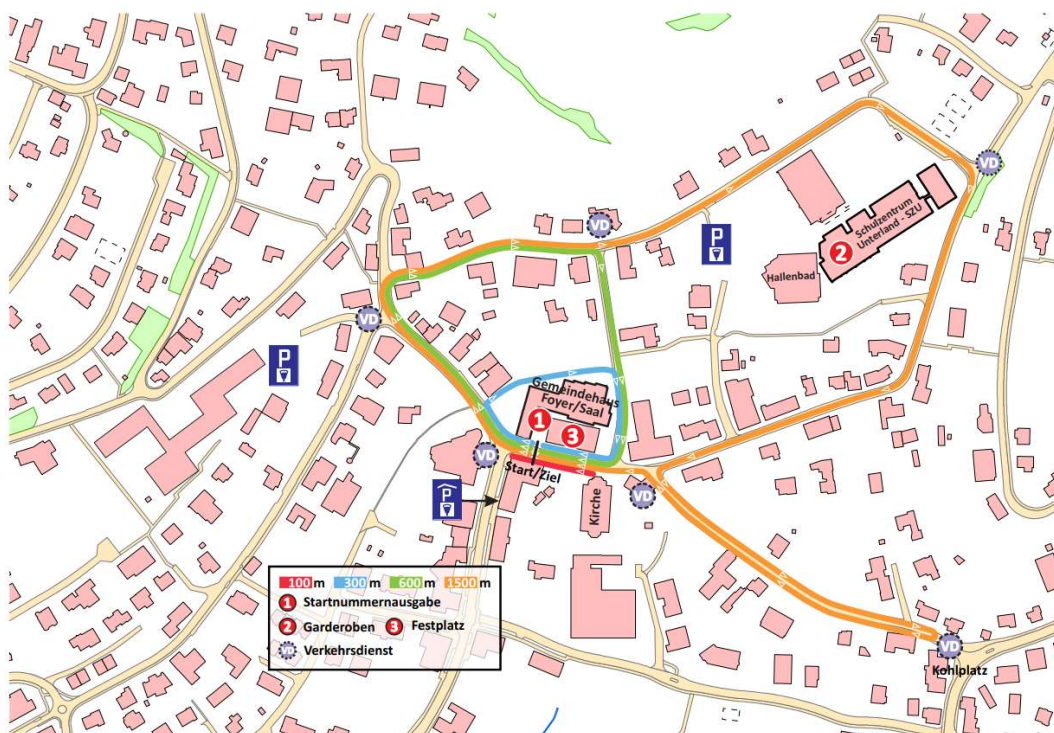 VD
VD
P
Schulzentrum
Unterland - SZU
2
Hallenbad
VD
P
Gemeindehaus
Foyer/Saal
1
3
VD
Start/Ziel
P
Kirche
VD
100 m 300 m 600 m 1500 m
1 Startnummernausgabe
2 Garderoben 3 Festplatz
VD Verkehrsdienst
VD
Kohlplatz